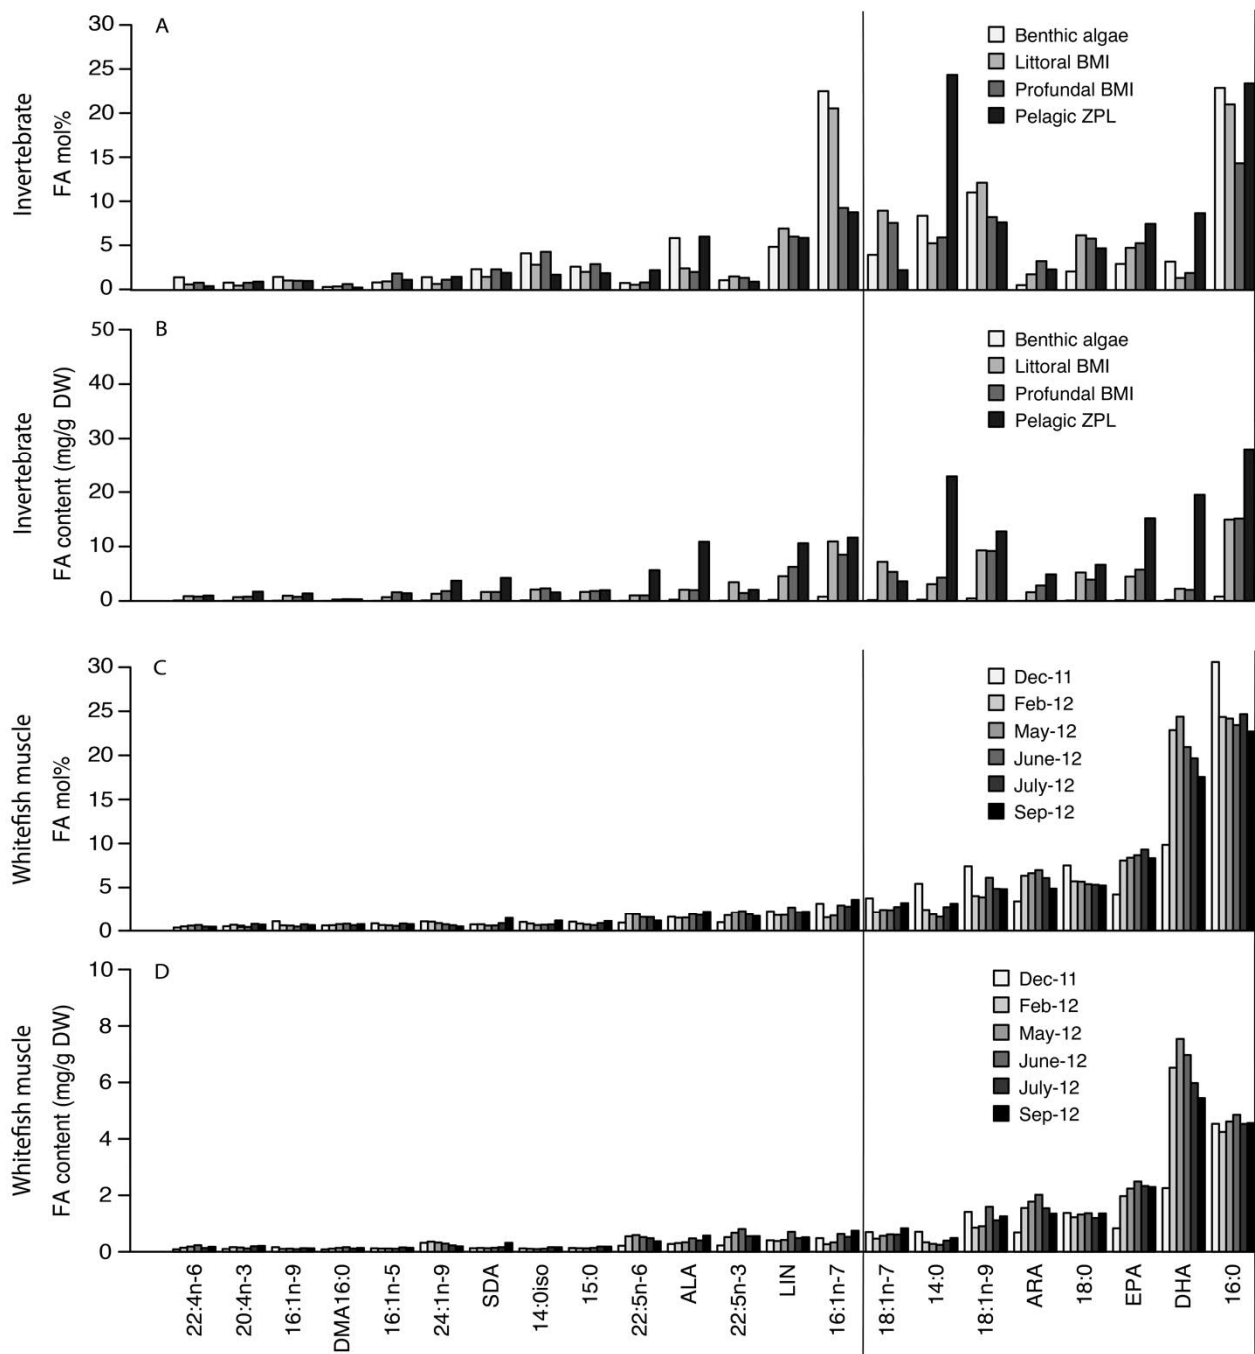 A
Invertebrate
FA mol%
30
25
20
15
10
5
0
Benthic algae
Littoral BMI
Profundal BMI
Pelagic ZPL
B
Invertebrate
FA content (mg/g DW)
50
40
30
20
10
0
Benthic algae
Littoral BMI
Profundal BMI
Pelagic ZPL
C
Whitefish muscle
FA mol%
30
25
20
15
10
5
0
Dec-11
Feb-12
May-12
June-12
July-12
Sep-12
D
Whitefish muscle
FA content (mg/g DW)
10
8
6
4
2
0
Dec-11
Feb-12
May-12
June-12
July-12
Sep-12
22:4n-6
20:4n-3
16:1n-9
DMA16:0
16:1n-5
24:1n-9
SDA
14:0iso
15:0
22:5n-6
ALA
22:5n-3
LIN
16:1n-7
18:1n-7
14:0
18:1n-9
ARA
18:0
EPA
DHA
16:0